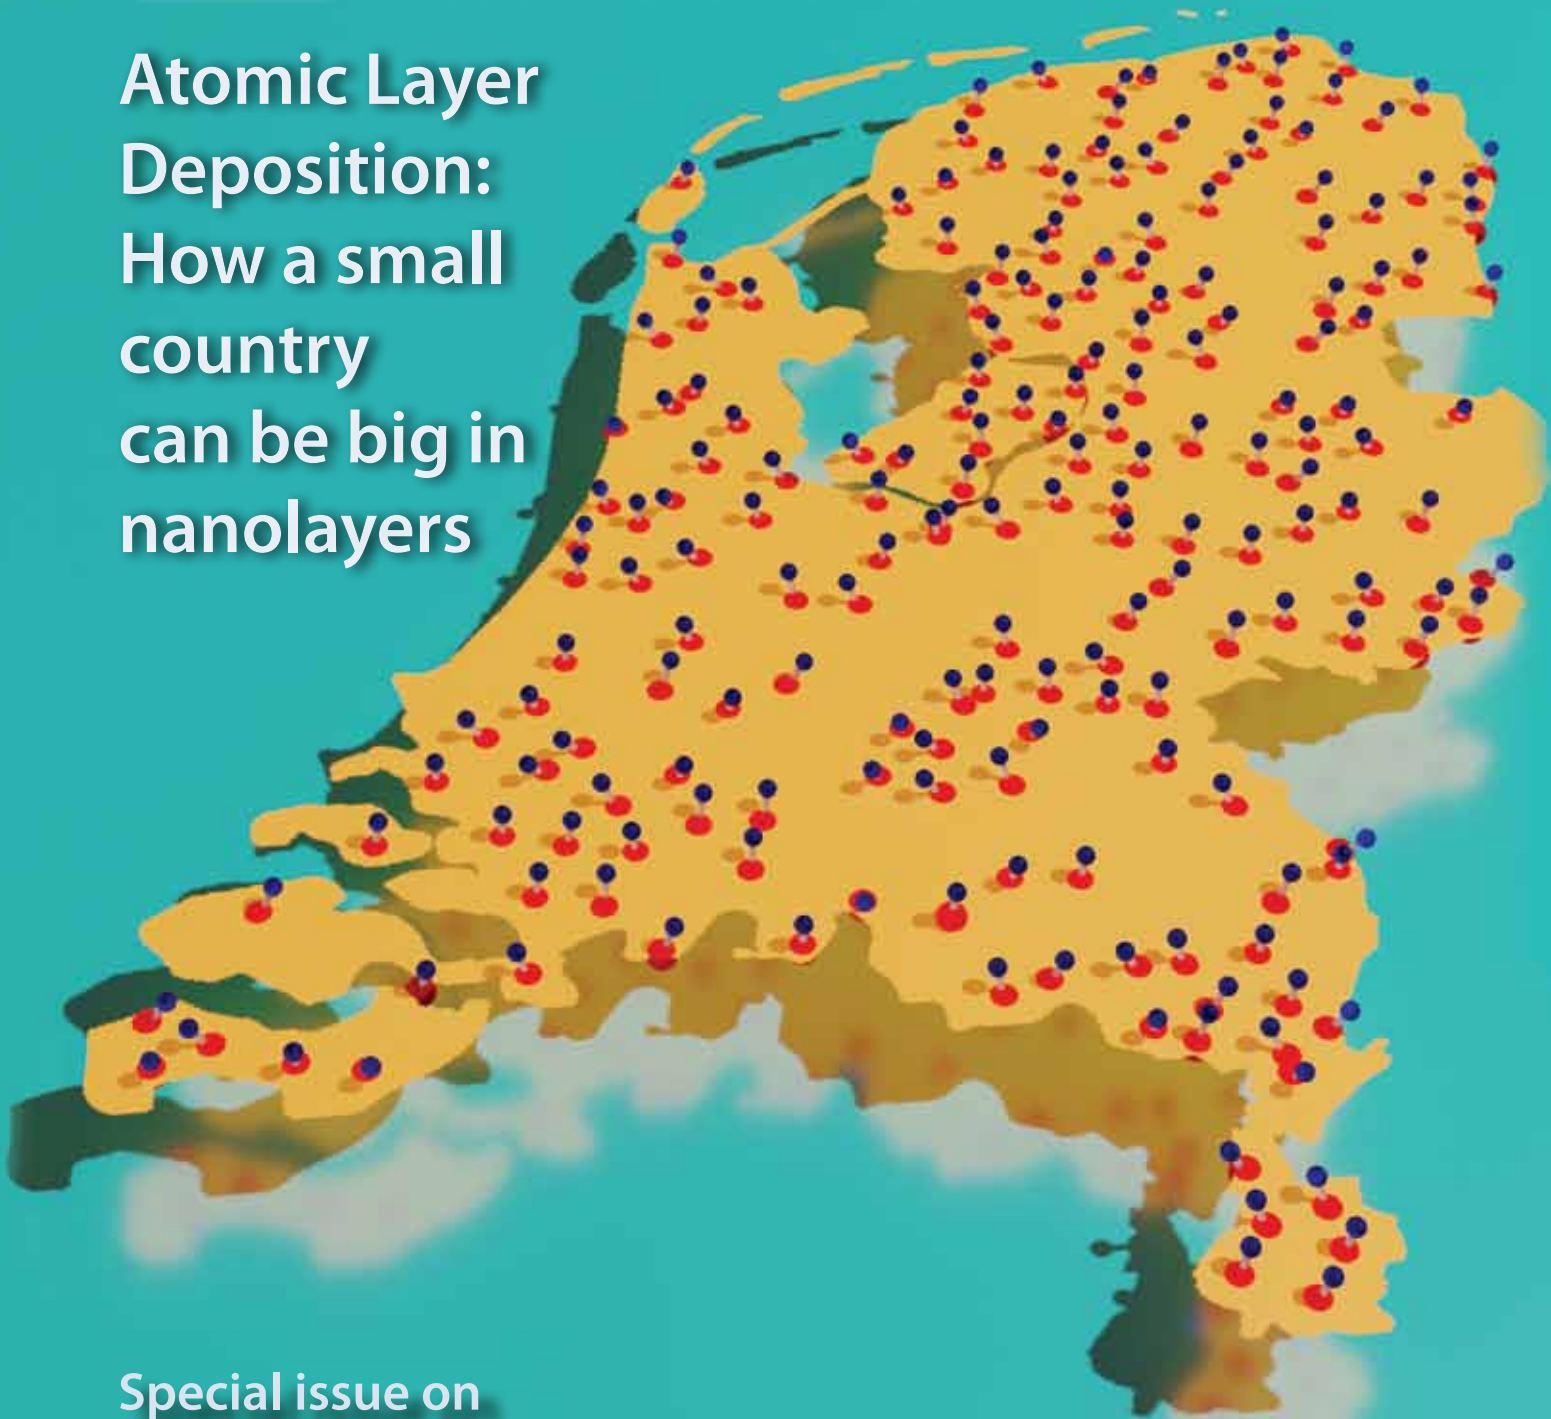 Atomic Layer
Deposition:
How a small
country
can be big in
nanolayers
Special issue on